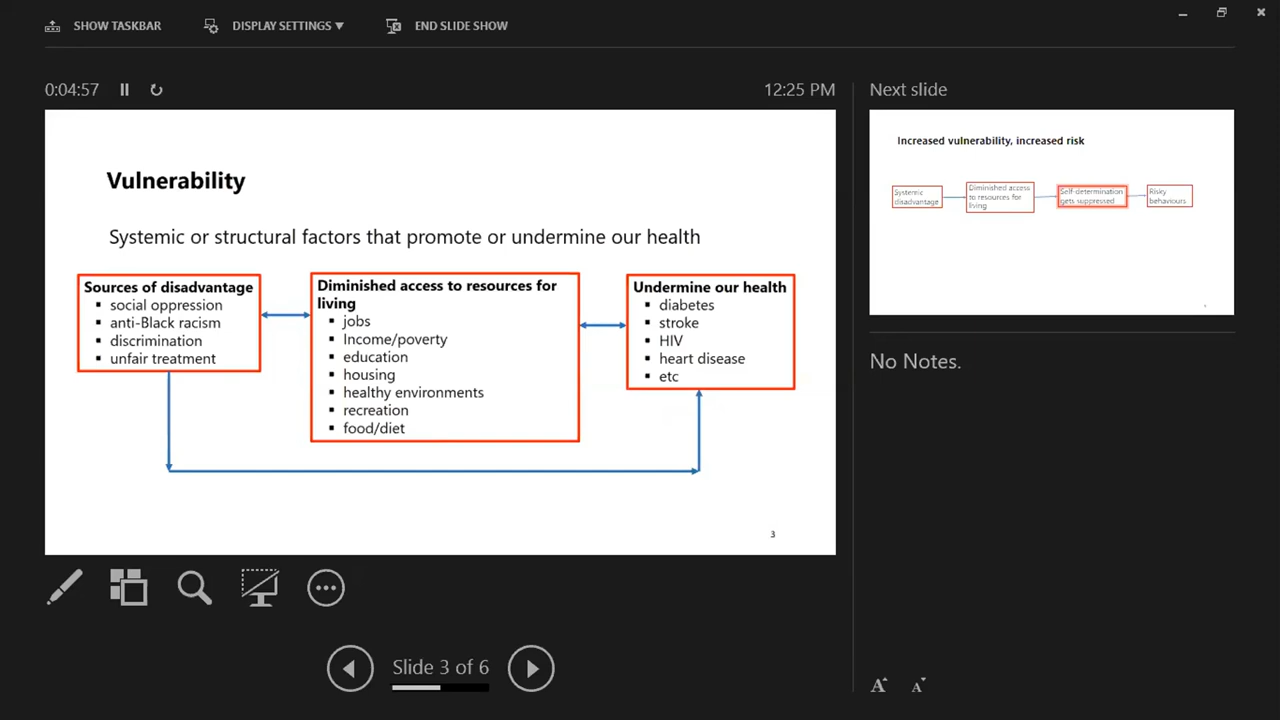 SHOW TASKBAR
DISPLAY SETTINGS
END SLIDE SHOW
0:04:57
12:25 PM
Vulnerability
Systemic or structural factors that promote or undermine our health
Sources of disadvantage
social oppression
anti-Black racism
discrimination
unfair treatment
Diminished access to resources for
living
jobs
Income/poverty
education
housing
healthy environments
recreation
food/diet
Undermine our health
diabetes
stroke
HIV
heart disease
etc
3
Next slide
Increased vulnerability, increased risk
Systemic
disadvantage
Diminished access
to resources for
living
Self-determination
gets suppressed
Risky
behaviours
No Notes.
Slide 3 of 6
A A